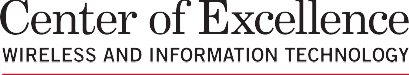 Center of Excellence
WIRELESS AND INFORMATION TECHNOLOGY